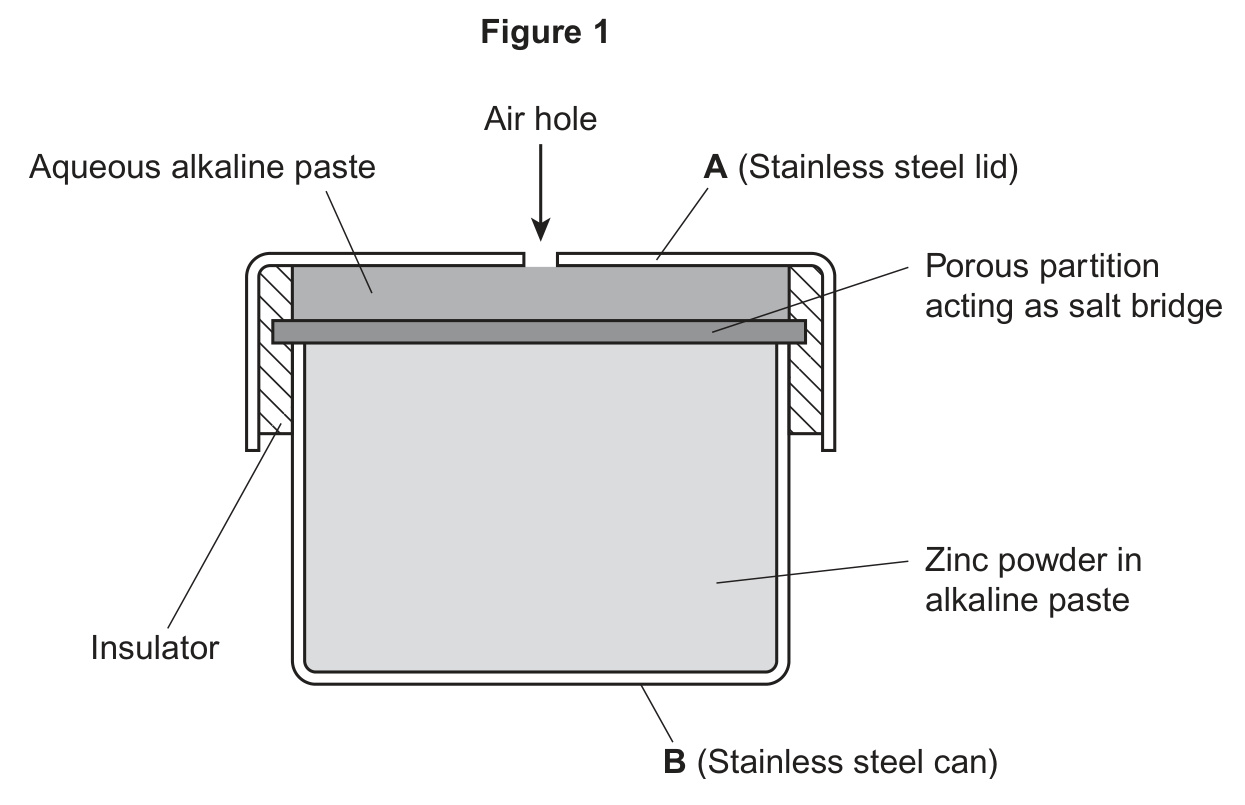 Figure 1
Air hole
Aqueous alkaline paste
A (Stainless steel lid)
Porous partition
acting as salt bridge
Zinc powder in
alkaline paste
Insulator
B (Stainless steel can)